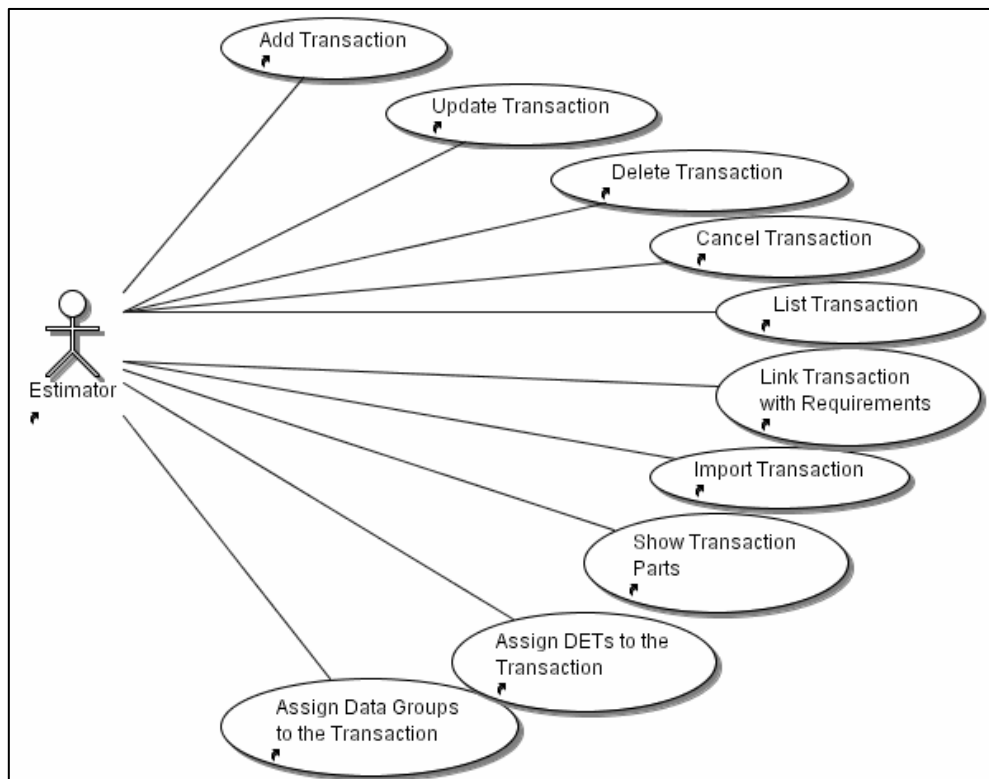 Add Transaction
Update Transaction
Delete Transaction
Cancel Transaction
List Transaction
Estimator
Link Transaction
with Requirements
Import Transaction
Show Transaction
Parts
Assign DETs to the
Transaction
Assign Data Groups
to the Transaction